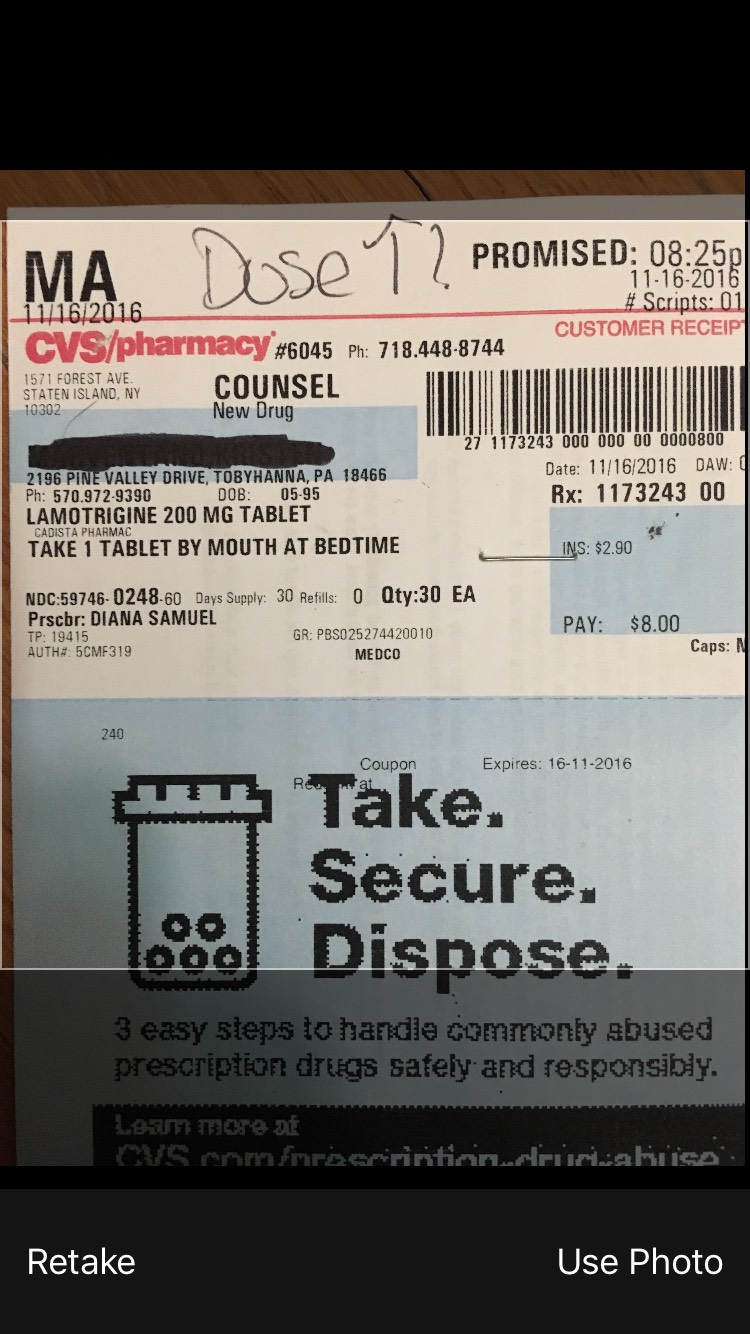 MA
Dose ↑?
PROMISED: 08:25p
11-16-2016
11/16/2016
# Scripts: 01
CUSTOMER RECEIP
CVS/pharmacy #6045 Ph: 718.448-8744
1571 FOREST AVE.
STATEN ISLAND, NY
10302
COUNSEL
New Drug
27 1173243 000 000 00 0000800
2196 PINE VALLEY DRIVE, TOBYHANNA, PA 18466
Date: 11/16/2016 DAW:
Ph: 570.972-9390 DOB: 05-95
Rx: 1173243 00
LAMOTRIGINE 200 MG TABLET
CADISTA PHARMAC
TAKE 1 TABLET BY MOUTH AT BEDTIME
INS: $2.90
NDC:59746-0248-60 Days Supply: 30 Refills: 0 Qty:30 EA
Prscbr: DIANA SAMUEL
PAY: $8.00
TP: 19415
GR: PBS025274420010
AUTH#: 5CMF319
MEDCO
Caps:
240
Coupon Expires: 16-11-2016
at
Take.
Secure.
Dispose.
3 easy steps to handle commonly abused
prescription drugs safely and responsibly.
Learn more at
CVS.com/prescription-drug-abuse
Retake Use Photo